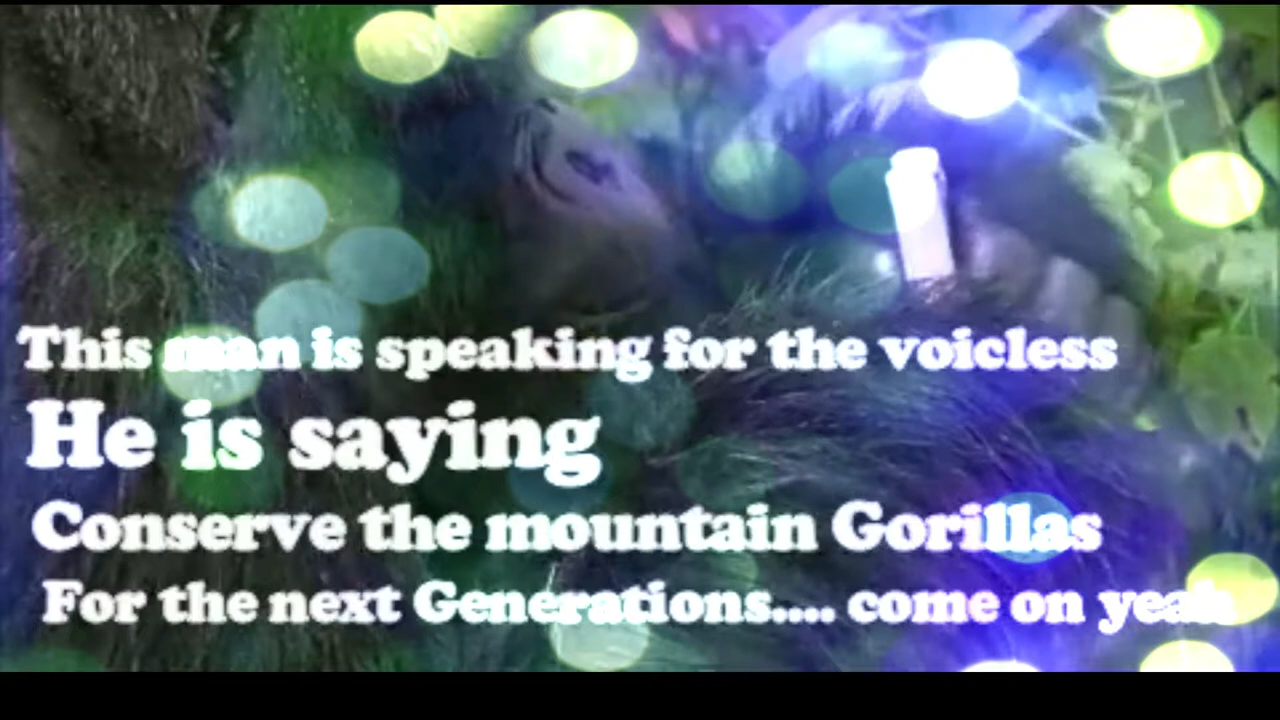 This man is speaking for the voicless
He is saying
Conserve the mountain Gorillas
For the next Generations.... come on yeah